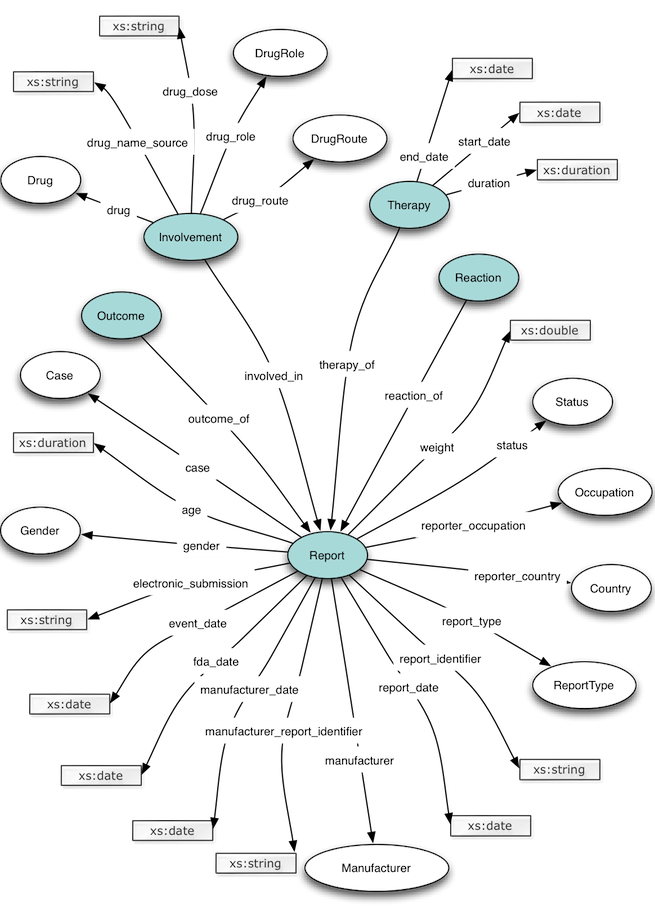 xs:string
DrugRole
xs:date
xs:string
drug_dose
xs:date
drug_name_source
drug_role
DrugRoute
start_date
end_date
xs:duration
Drug
drug_route
duration
drug
Therapy
Involvement
Reaction
Outcome
xs:double
therapy_of
Case
involved_in
reaction_of
Status
outcome_of
xs:duration
weight
status
case
Occupation
age
reporter_occupation
Gender
gender
Report
electronic_submission
reporter_country
Country
xs:string
event_date
report_type
fda_date
report_identifier
ReportType
manufacturer_date
report_date
xs:date
manufacturer_report_identifier
manufacturer
xs:string
xs:date
xs:date
xs:date
xs:string
Manufacturer